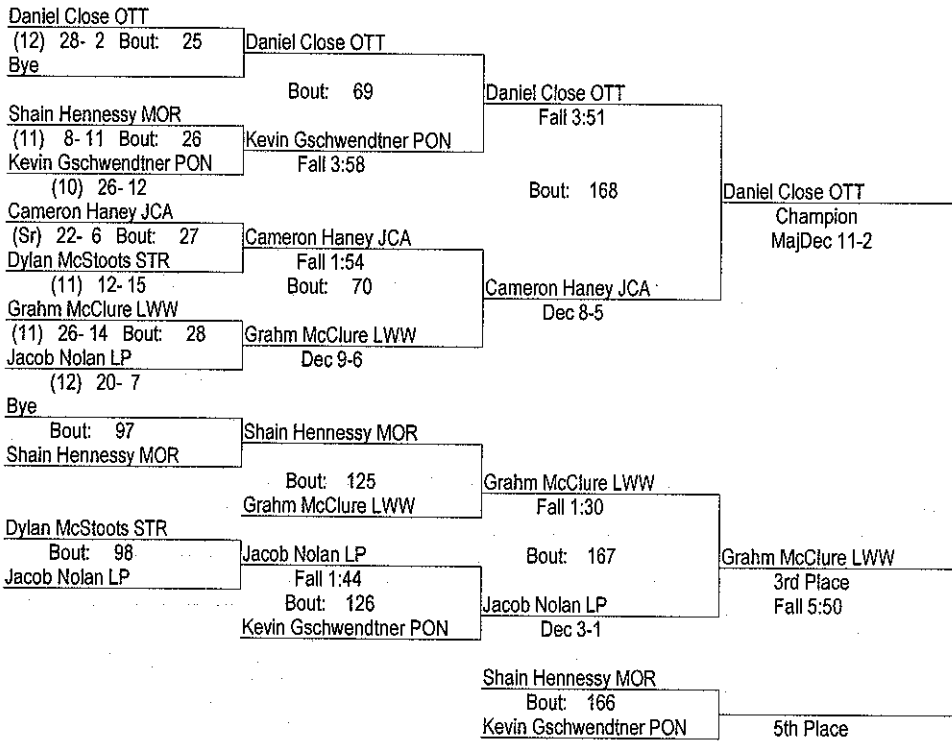 Daniel Close OTT
(12) 28- 2 Bout: 25
Bye
Daniel Close OTT
Bout: 69
Shain Hennessy MOR
(11) 8- 11 Bout: 26
Kevin Gschwendtner PON
(10) 26- 12
Kevin Gschwendtner PON
Fall 3:58
Daniel Close OTT
Fall 3:51
Bout: 168
Cameron Haney JCA
(Sr) 22- 6 Bout: 27
Dylan McStoots STR
(11) 12- 15
Cameron Haney JCA
Fall 1:54
Bout: 70
Grahm McClure LWW
(11) 26- 14 Bout: 28
Jacob Nolan LP
(12) 20- 7
Grahm McClure LWW
Dec 9-6
Cameron Haney JCA
Dec 8-5
Daniel Close OTT
Champion
MajDec 11-2
Bye
Bout: 97
Shain Hennessy MOR
Shain Hennessy MOR
Bout: 125
Grahm McClure LWW
Grahm McClure LWW
Fall 1:30
Bout: 167
Dylan McStoots STR
Bout: 98
Jacob Nolan LP
Jacob Nolan LP
Fall 1:44
Bout: 126
Kevin Gschwendtner PON
Jacob Nolan LP
Dec 3-1
Grahm McClure LWW
3rd Place
Fall 5:50
Shain Hennessy MOR
Bout: 166
Kevin Gschwendtner PON
5th Place